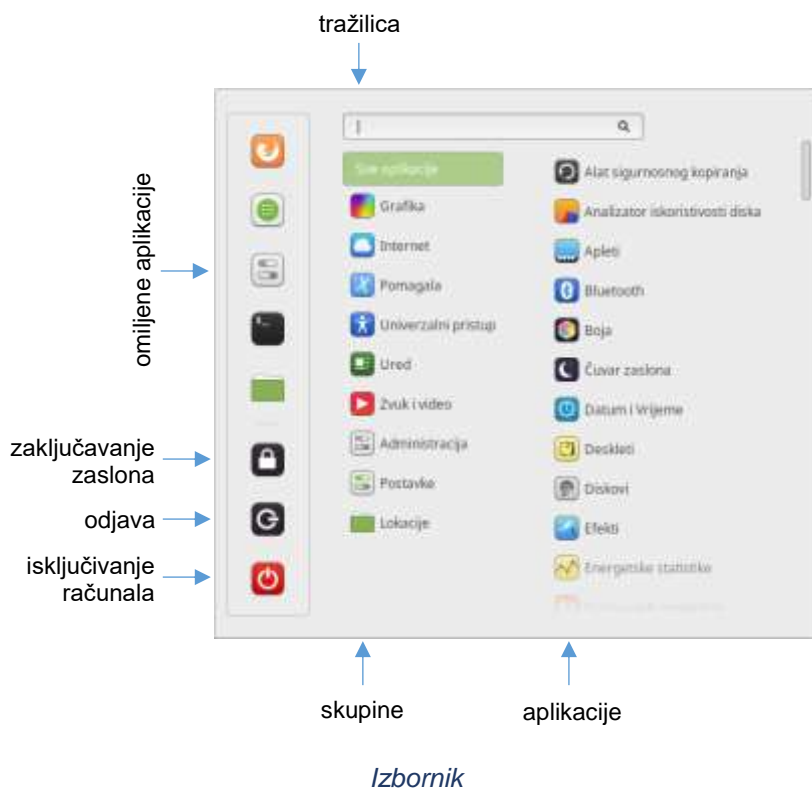 tražilica
omiljene aplikacije
zaključavanje
zaslona
odjava
isključivanje
računala
Sve aplikacije
Grafika
Internet
Pomagala
Univerzalni pristup
Ured
Zvuk i video
Administracija
Postavke
Lokacije
Alat sigurnosnog kopiranja
Analizator iskoristivosti diska
Apleti
Bluetooth
Boja
Čuvar zaslona
Datum i Vrijeme
Deskleti
Diskovi
Efekti
Energetske statistike
skupine
aplikacije
Izbornik